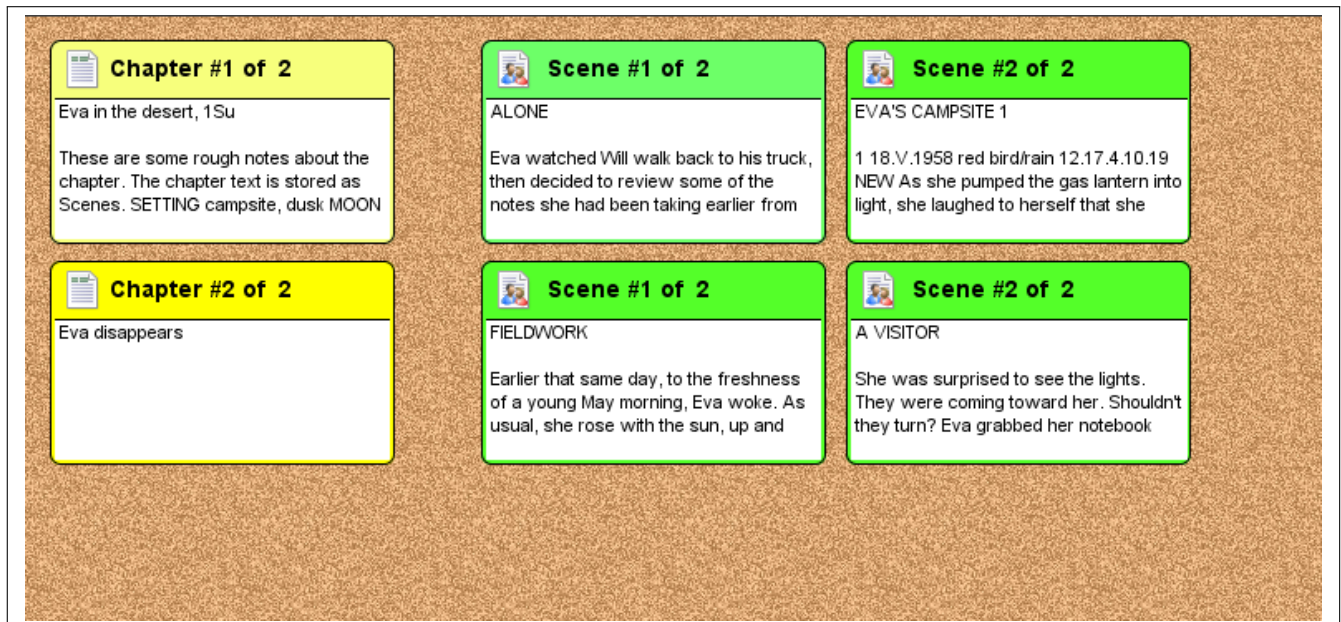 Chapter #1 of 2
Eva in the desert, 1Su
These are some rough notes about the
chapter. The chapter text is stored as
Scenes. SETTING campsite, dusk MOON
Scene #1 of 2
ALONE
Eva watched Will walk back to his truck,
then decided to review some of the
notes she had been taking earlier from
Scene #2 of 2
EVA'S CAMPSITE 1
1 18.V.1958 red bird/rain 12.17.4.10.19
NEW As she pumped the gas lantern into
light, she laughed to herself that she
Chapter #2 of 2
Eva disappears
Scene #1 of 2
FIELDWORK
Earlier that same day, to the freshness
of a young May morning, Eva woke. As
usual, she rose with the sun, up and
Scene #2 of 2
A VISITOR
She was surprised to see the lights.
They were coming toward her. Shouldn't
they turn? Eva grabbed her notebook